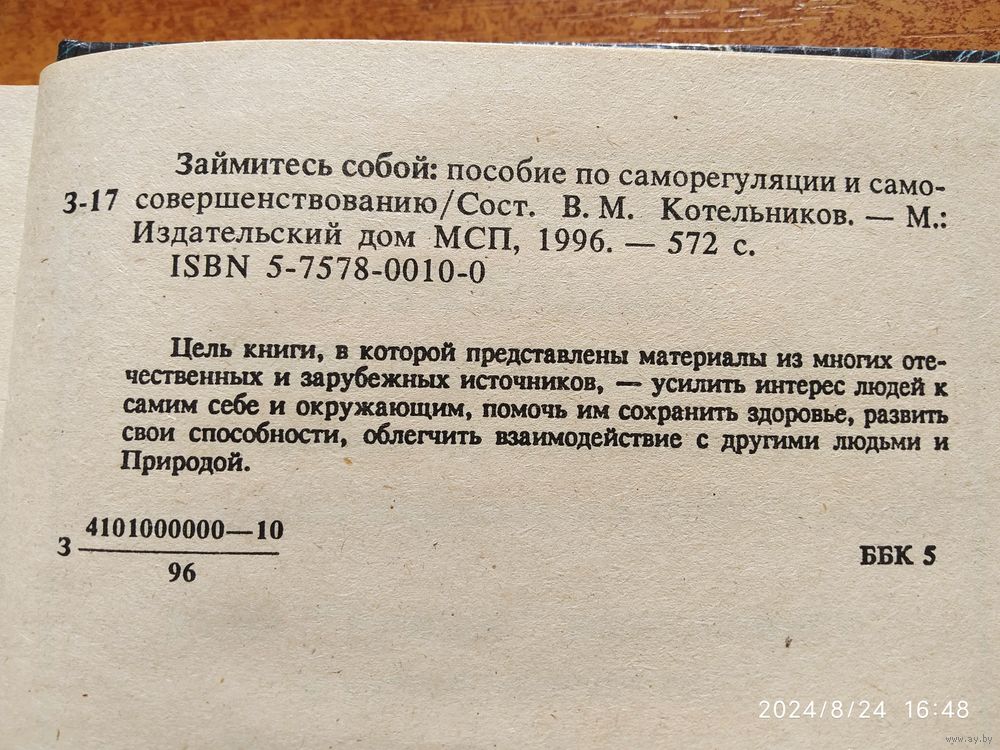 Займитесь собой: пособие по саморегуляции и само-
З-17 совершенствованию/Сост. В. М. Котельников. — М.:
Издательский дом МСП, 1996. — 572 с.
ISBN 5-7578-0010-0
Цель книги, в которой представлены материалы из многих оте-
чественных и зарубежных источников, — усилить интерес людей к
самим себе и окружающим, помочь им сохранить здоровье, развить
свои способности, облегчить взаимодействие с другими людьми и
Природой.
4101000000—10
З
96
ББК 5
2024/8/24 16:48
www.ay.by